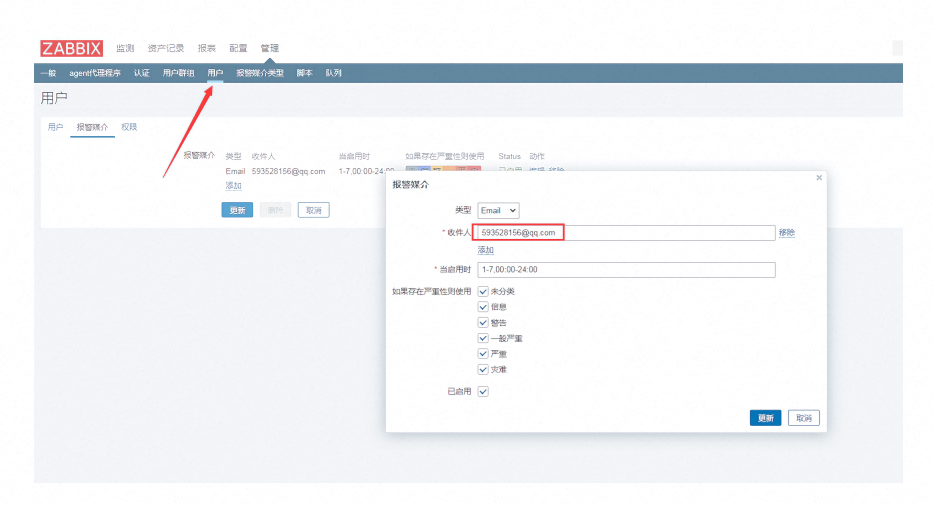 ZABBIX 监测 资产记录 报表 配置 管理
一般 agent代理程序 认证 用户群组 用户 报警媒介类型 脚本 队列
用户
用户 报警媒介 权限
报警媒介 类型 收件人 当启用时 如果存在严重性则使用 Status 动作
Email 593528156@qq.com 1-7,00:00-24:00 已启用 编辑 移除
添加
更新 删除 取消
报警媒介 ×
类型 Email
* 收件人 593528156@qq.com 移除
添加
* 当启用时 1-7,00:00-24:00
如果存在严重性则使用 未分类
信息
警告
一般严重
严重
灾难
已启用
更新 取消